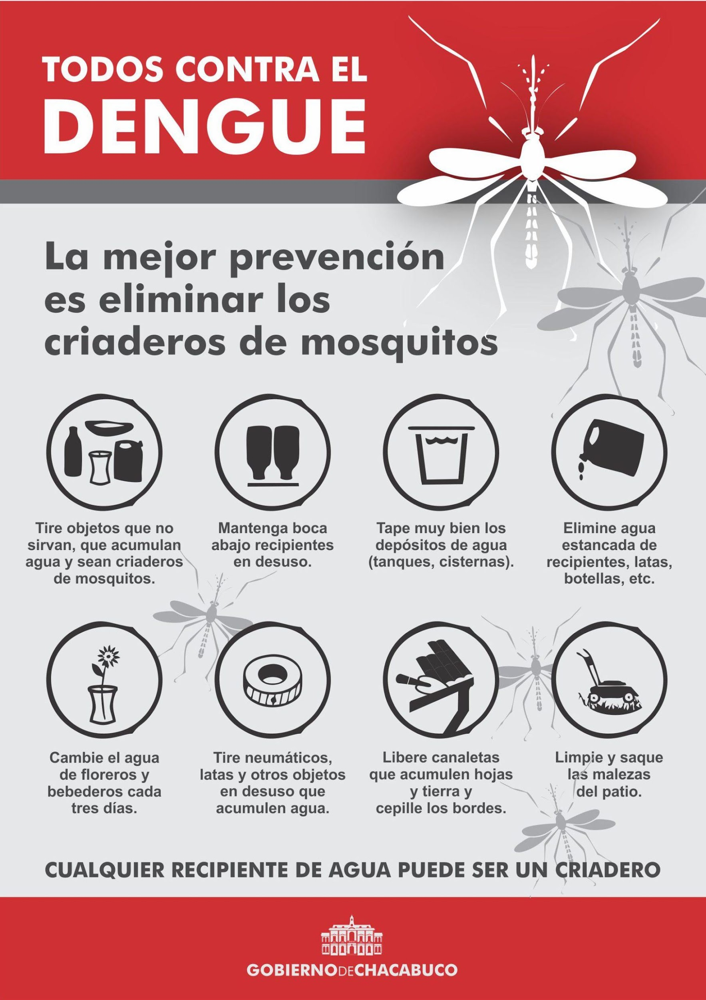 TODOS CONTRA EL
DENGUE
La mejor prevención
es eliminar los
criaderos de mosquitos
Tire objetos que no
sirvan, que acumulan
agua y sean criaderos
de mosquitos.
Mantenga boca
abajo recipientes
en desuso.
Tape muy bien los
depósitos de agua
(tanques, cisternas).
Elimine agua
estancada de
recipientes, latas,
botellas, etc.
Cambie el agua
de floreros y
bebederos cada
tres días.
Tire neumáticos,
latas y otros objetos
en desuso que
acumulen agua.
Libere canaletas
que acumulen hojas
y tierra y
cepille los bordes.
Limpie y saque
las malezas
del patio.
CUALQUIER RECIPIENTE DE AGUA PUEDE SER UN CRIADERO
GOBIERNODECHACABUCO